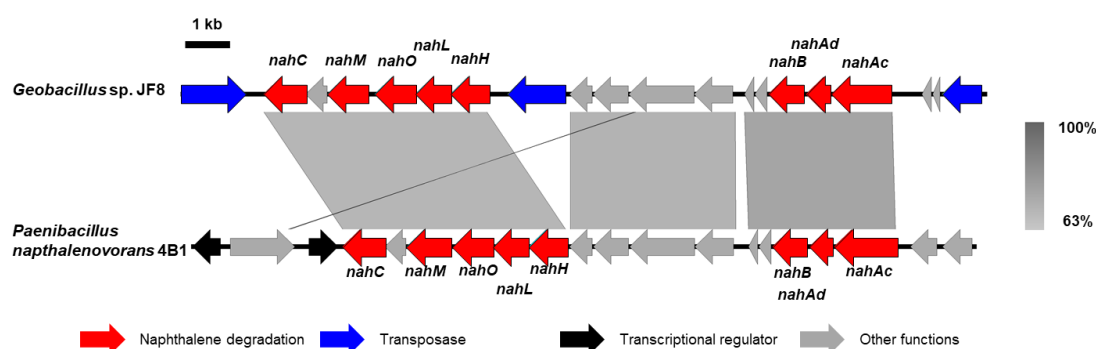 1 kb
nahL
nahAd
nahC nahM nahO nahH nahB nahAc
Geobacillus sp. JF8
100%
63%
Paenibacillus
napthalenovorans 4B1
nahC nahM nahO nahH nahB nahAc
nahL nahAd
Naphthalene degradation Transposase Transcriptional regulator Other functions